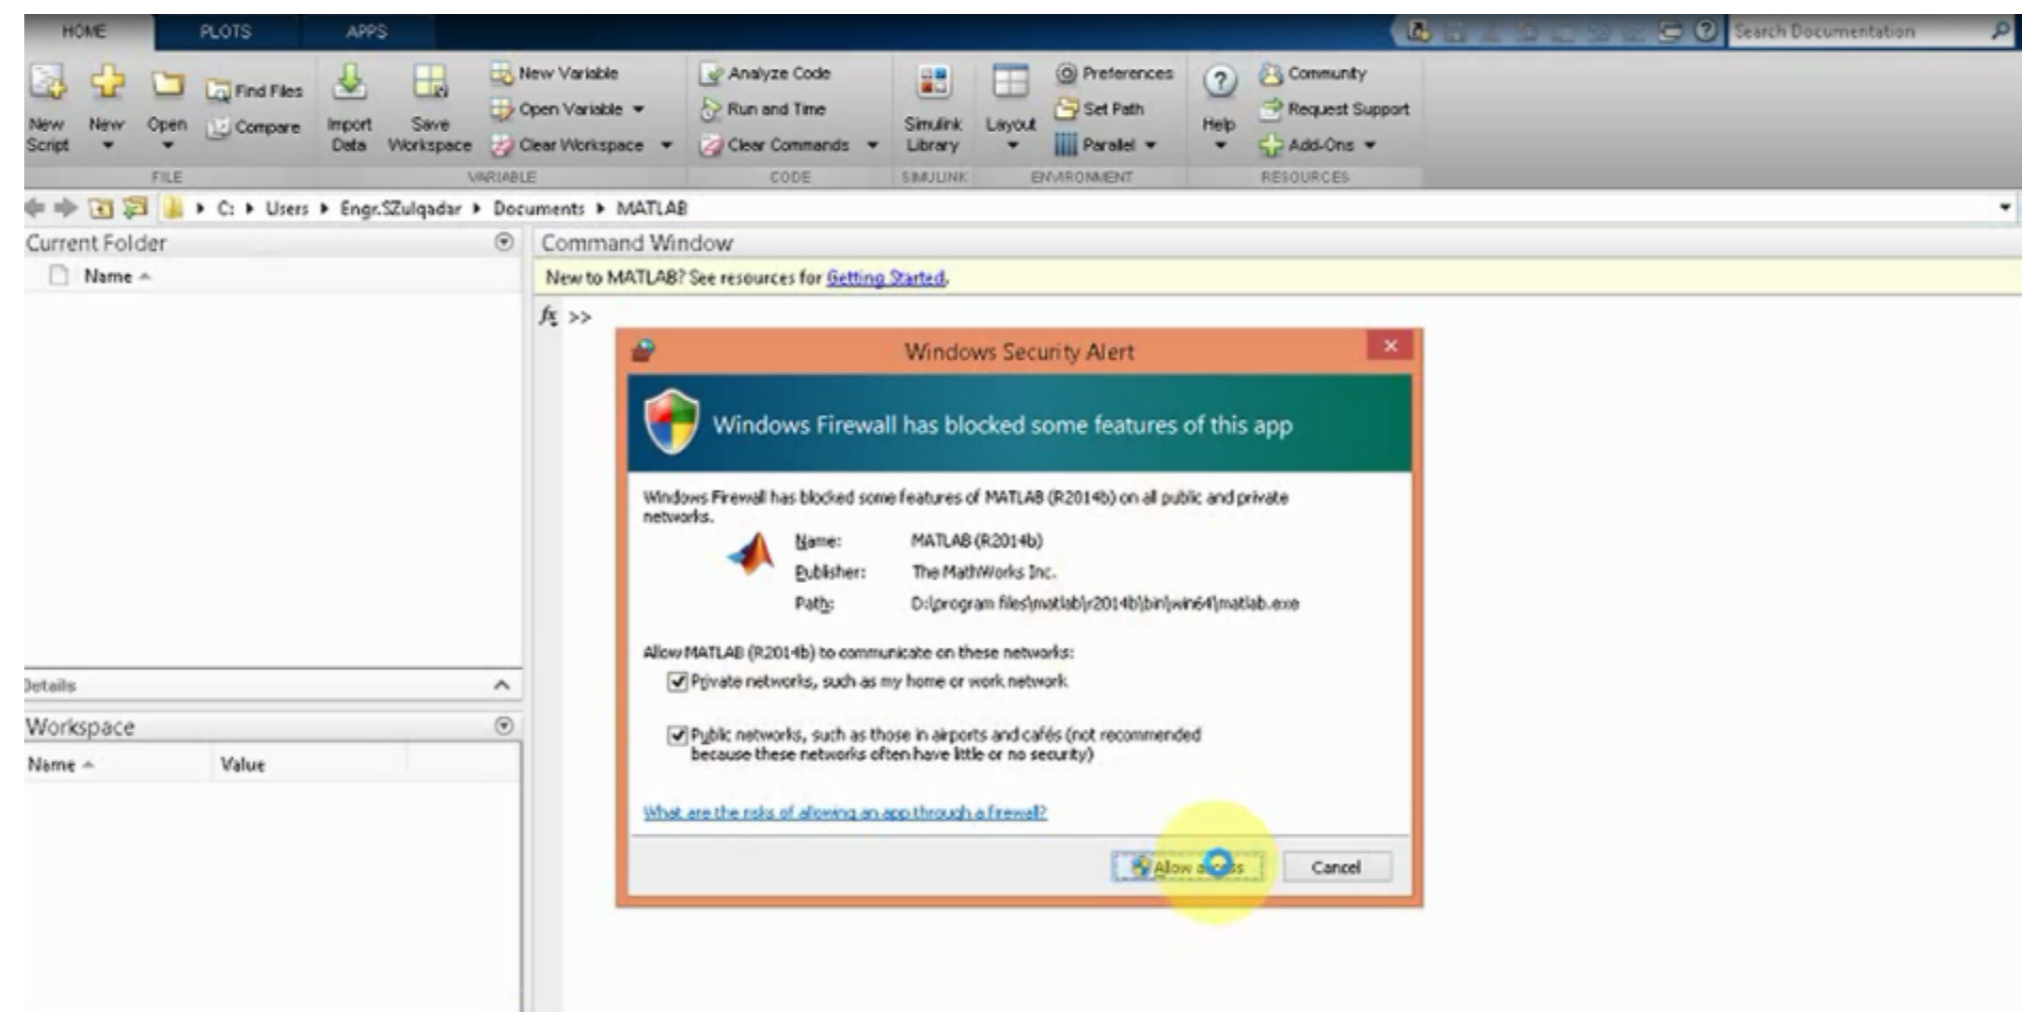 HOME PLOTS APPS
Search Documentation
New Script
New
Open
Find Files
Compare
Import Data
Save Workspace
New Variable
Open Variable
Clear Workspace
Analyze Code
Run and Time
Clear Commands
Simulink Library
Layout
Preferences
Set Path
Parallel
Help
Community
Request Support
Add-Ons
FILE VARIABLE CODE SIMULINK ENVIRONMENT RESOURCES
C: Users Engr.SZulqadar Documents MATLAB
Current Folder
Name
Command Window
New to MATLAB? See resources for Getting Started.
fx >>
Windows Security Alert
Windows Firewall has blocked some features of this app
Windows Firewall has blocked some features of MATLAB (R2014b) on all public and private
networks.
Name: MATLAB (R2014b)
Publisher: The MathWorks Inc.
Path: D:\program files\matlab\r2014b\bin\win64\matlab.exe
Allow MATLAB (R2014b) to communicate on these networks:
Private networks, such as my home or work network
Public networks, such as those in airports and cafés (not recommended
because these networks often have little or no security)
What are the risks of allowing an app through a firewall?
Allow access Cancel
Details
Workspace
Name Value